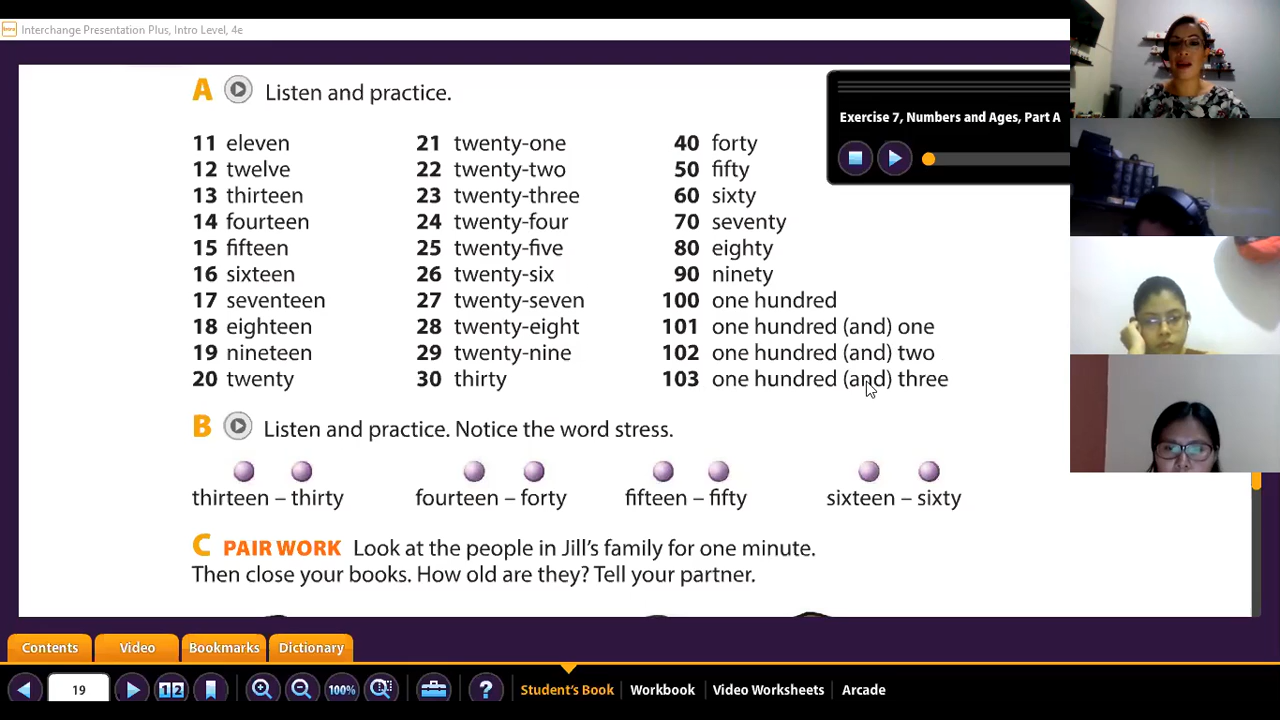 Interchange Presentation Plus, Intro Level, 4e
A Listen and practice.
Exercise 7, Numbers and Ages, Part A
11 eleven
12 twelve
13 thirteen
14 fourteen
15 fifteen
16 sixteen
17 seventeen
18 eighteen
19 nineteen
20 twenty
21 twenty-one
22 twenty-two
23 twenty-three
24 twenty-four
25 twenty-five
26 twenty-six
27 twenty-seven
28 twenty-eight
29 twenty-nine
30 thirty
40 forty
50 fifty
60 sixty
70 seventy
80 eighty
90 ninety
100 one hundred
101 one hundred (and) one
102 one hundred (and) two
103 one hundred (and) three
B Listen and practice. Notice the word stress.
thirteen – thirty fourteen – forty fifteen – fifty sixteen – sixty
C PAIR WORK Look at the people in Jill's family for one minute.
Then close your books. How old are they? Tell your partner.
Contents Video Bookmarks Dictionary
19 12 100% ? Student's Book Workbook Video Worksheets Arcade